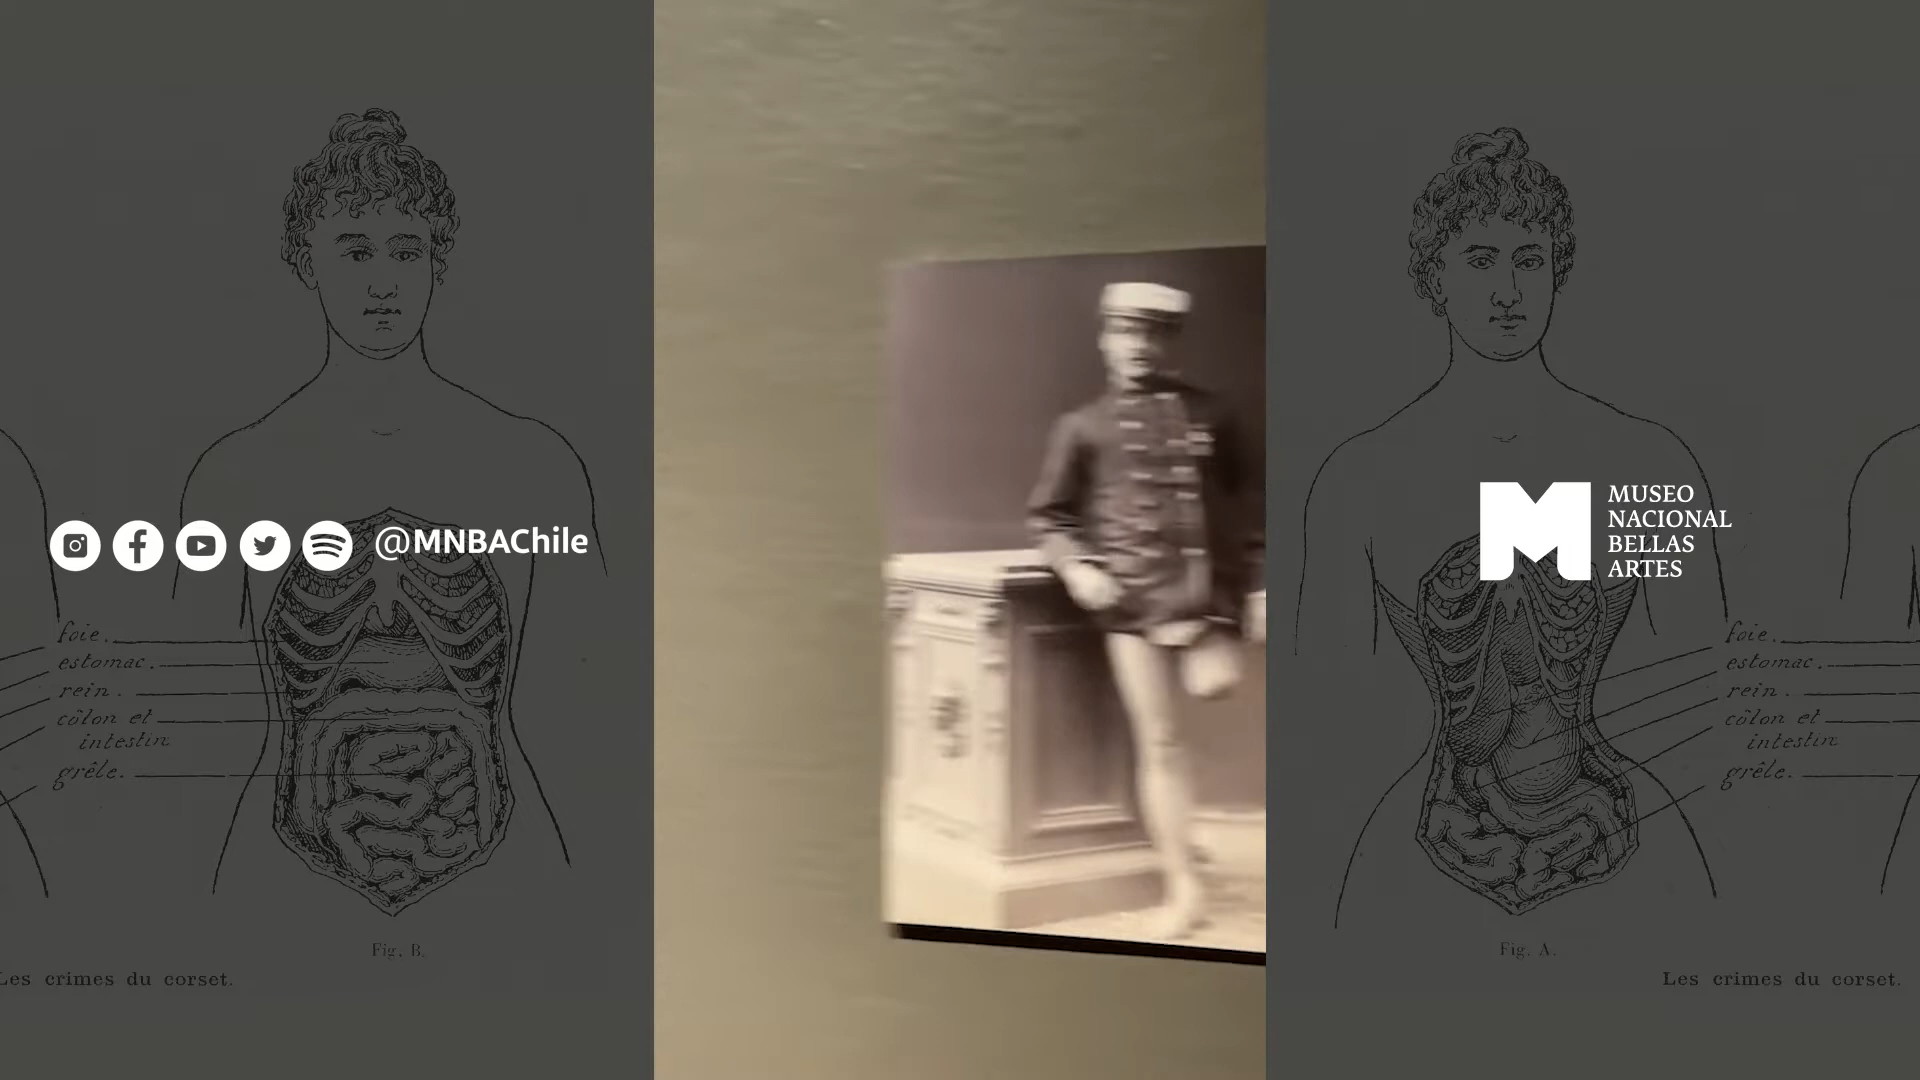 @MNBAChile
foie.
estomac.
rein.
côlon et
intestin
grêle.
Fig. B.
Les crimes du corset.
MUSEO
NACIONAL
BELLAS
ARTES
foie.
estomac.
rein.
côlon et
intestin
grêle.
Fig. A.
Les crimes du corset.